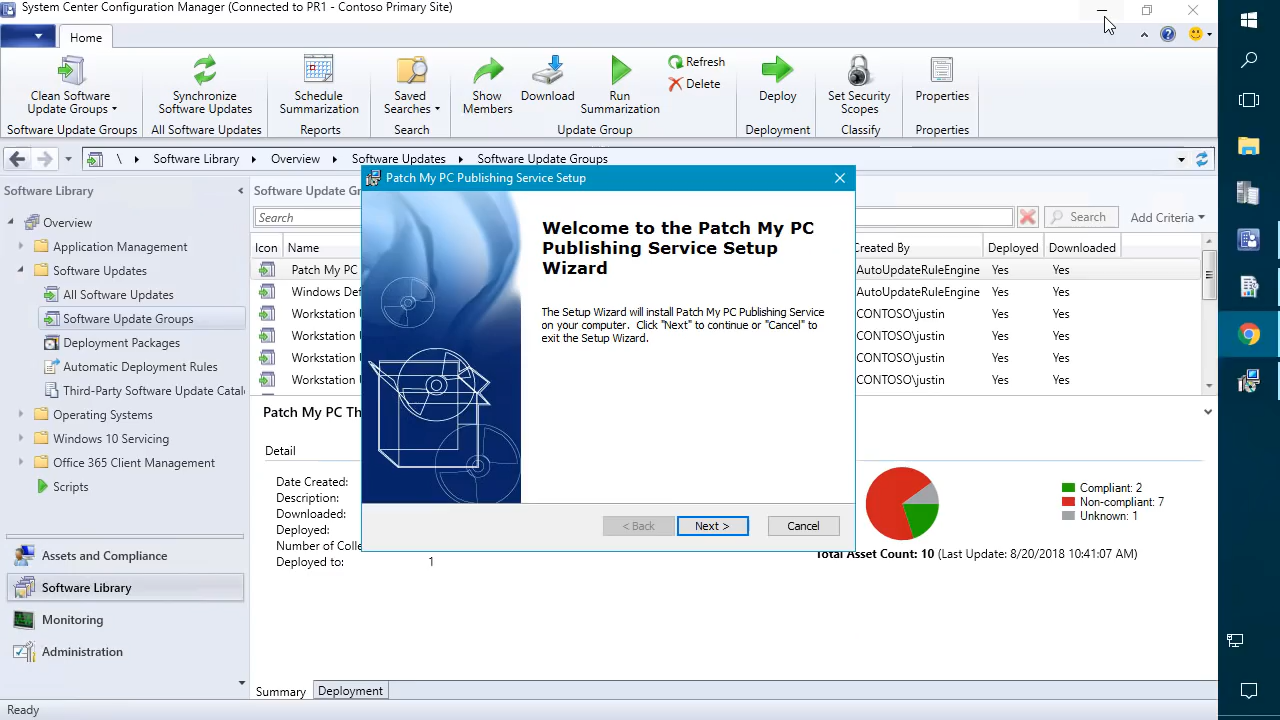 System Center Configuration Manager (Connected to PR1 - Contoso Primary Site)
Home
Clean Software Update Groups
Synchronize Software Updates
Schedule Summarization
Saved Searches
Show Members
Download
Run Summarization
Refresh
Delete
Deploy
Set Security Scopes
Properties
Software Update Groups
All Software Updates
Reports
Search
Update Group
Deployment
Classify
Properties
\ Software Library Overview Software Updates Software Update Groups
Software Library
Overview
Application Management
Software Updates
All Software Updates
Software Update Groups
Deployment Packages
Automatic Deployment Rules
Third-Party Software Update Catal
Operating Systems
Windows 10 Servicing
Office 365 Client Management
Scripts
Assets and Compliance
Software Library
Monitoring
Administration
Software Update Gr
Search
Search
Add Criteria
Icon Name
Created By Deployed Downloaded
Patch My PC
AutoUpdateRuleEngine Yes Yes
Windows Def
AutoUpdateRuleEngine Yes Yes
Workstation U
CONTOSO\justin Yes Yes
Workstation U
CONTOSO\justin Yes Yes
Workstation U
CONTOSO\justin Yes Yes
Workstation U
CONTOSO\justin Yes Yes
Patch My PC Publishing Service Setup
Welcome to the Patch My PC
Publishing Service Setup
Wizard
The Setup Wizard will install Patch My PC Publishing Service
on your computer. Click "Next" to continue or "Cancel" to
exit the Setup Wizard.
< Back
Next >
Cancel
Patch My PC Th
Detail
Date Created:
Description:
Downloaded:
Deployed:
Number of Colle
Deployed to: 1
Compliant: 2
Non-compliant: 7
Unknown: 1
Total Asset Count: 10 (Last Update: 8/20/2018 10:41:07 AM)
Summary
Deployment
Ready